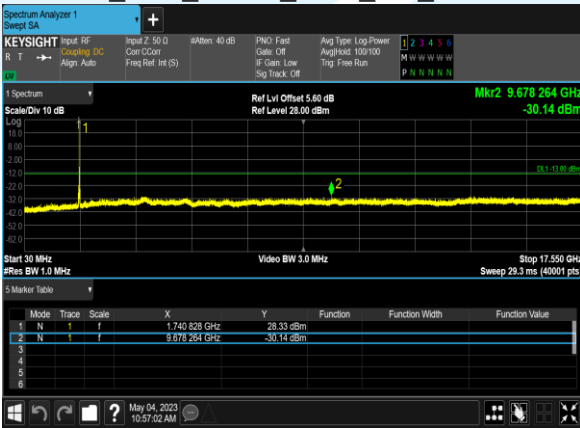 Spectrum Analyzer 1
Swept SA
+
KEYSIGHT Input: RF Input Z: 50 Ω #Atten: 40 dB PNO: Fast Avg Type: Log-Power 1 2 3 4 5 6
R T Coupling: DC Corr CCorr Gate: Off Avg|Hold: 100/100 M W W W W W
Align: Auto Freq Ref: Int (S) IF Gain: Low Trig: Free Run
LV Sig Track: Off P N N N N N
1 Spectrum Ref Lvl Offset 5.60 dB Mkr2 9.678 264 GHz
Scale/Div 10 dB Ref Level 28.00 dBm -30.14 dBm
Log
18.0
8.00
-2.00
-12.0
-22.0
-32.0
-42.0
-52.0
-62.0
1
DL1 -13.00 dBm
2
Start 30 MHz Video BW 3.0 MHz Stop 17.550 GHz
#Res BW 1.0 MHz Sweep 29.3 ms (40001 pts
5 Marker Table
Mode Trace Scale X Y Function Function Width Function Value
1 N 1 f 1.740 828 GHz 28.33 dBm
2 N 1 f 9.678 264 GHz -30.14 dBm
3
4
5
6
? May 04, 2023
10:57:02 AM